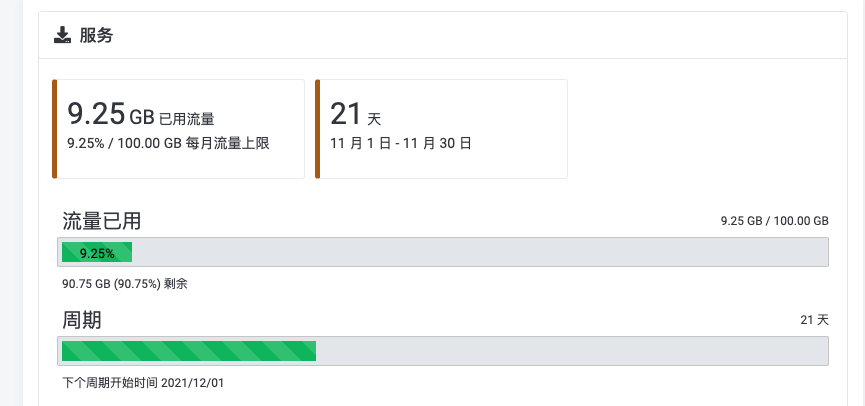 服务
9.25 GB 已用流量
9.25% / 100.00 GB 每月流量上限
21 天
11 月 1 日 - 11 月 30 日
流量已用
9.25 GB / 100.00 GB
9.25%
90.75 GB (90.75%) 剩余
周期
21 天
下个周期开始时间 2021/12/01